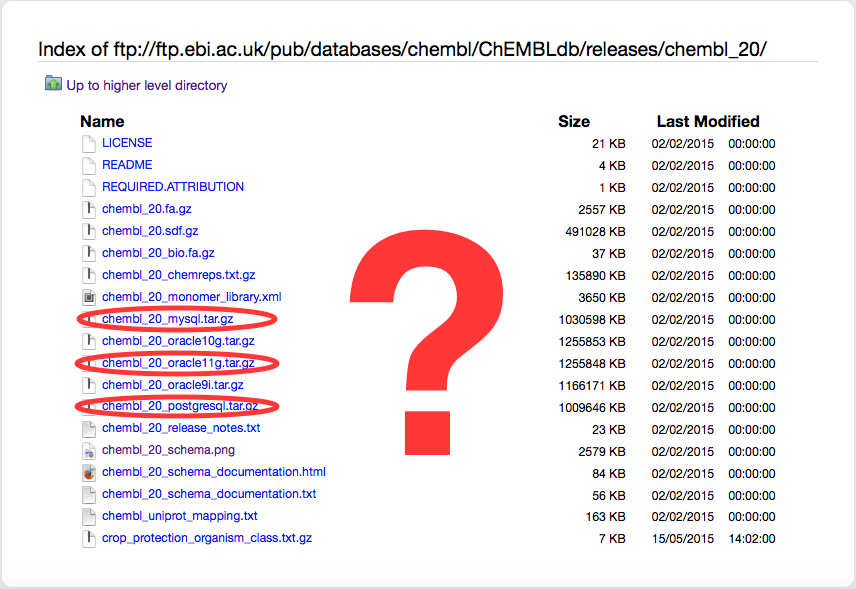 Index of ftp://ftp.ebi.ac.uk/pub/databases/chembl/ChEMBLdb/releases/chembl_20/
Up to higher level directory
Name Size Last Modified
LICENSE 21 KB 02/02/2015 00:00:00
README 4 KB 02/02/2015 00:00:00
REQUIRED.ATTRIBUTION 1 KB 02/02/2015 00:00:00
chembl_20.fa.gz 2557 KB 02/02/2015 00:00:00
chembl_20.sdf.gz 491028 KB 02/02/2015 00:00:00
chembl_20_bio.fa.gz 37 KB 02/02/2015 00:00:00
chembl_20_chemreps.txt.gz 135890 KB 02/02/2015 00:00:00
chembl_20_monomer_library.xml 3650 KB 02/02/2015 00:00:00
chembl_20_mysql.tar.gz 1030598 KB 02/02/2015 00:00:00
chembl_20_oracle10g.tar.gz 1255853 KB 02/02/2015 00:00:00
chembl_20_oracle11g.tar.gz 1255848 KB 02/02/2015 00:00:00
chembl_20_oracle9i.tar.gz 1166171 KB 02/02/2015 00:00:00
chembl_20_postgresql.tar.gz 1009646 KB 02/02/2015 00:00:00
chembl_20_release_notes.txt 23 KB 02/02/2015 00:00:00
chembl_20_schema.png 2579 KB 02/02/2015 00:00:00
chembl_20_schema_documentation.html 84 KB 02/02/2015 00:00:00
chembl_20_schema_documentation.txt 56 KB 02/02/2015 00:00:00
chembl_uniprot_mapping.txt 163 KB 02/02/2015 00:00:00
crop_protection_organism_class.txt.gz 7 KB 15/05/2015 14:02:00
?